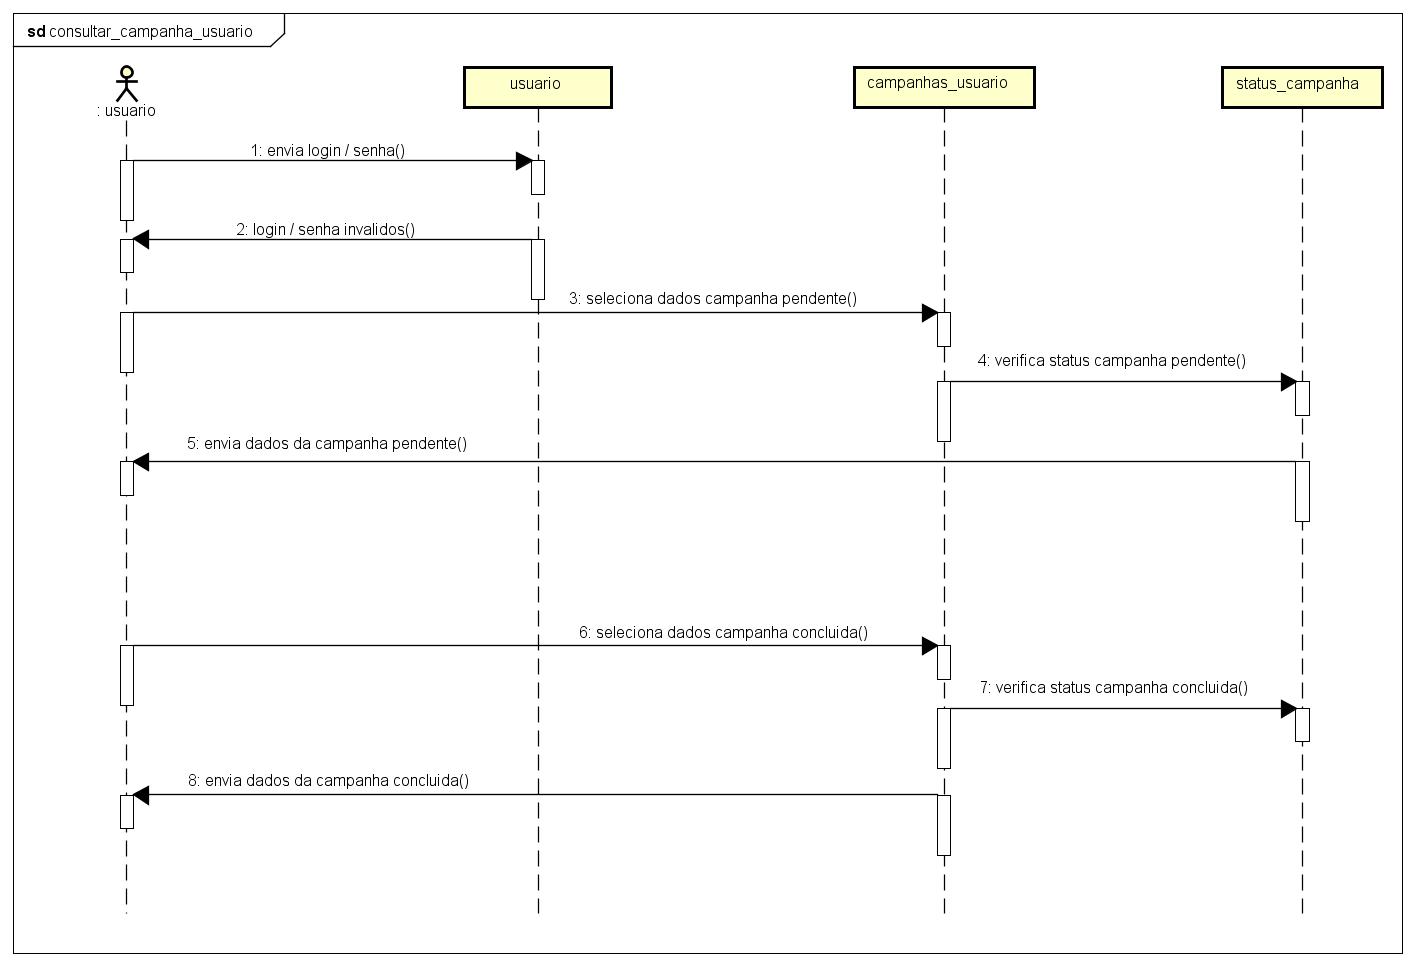 sd consultar_campanha_usuario
: usuario
usuario
campanhas_usuario
status_campanha
1: envia login / senha()
2: login / senha invalidos()
3: seleciona dados campanha pendente()
4: verifica status campanha pendente()
5: envia dados da campanha pendente()
6: seleciona dados campanha concluida()
7: verifica status campanha concluida()
8: envia dados da campanha concluida()